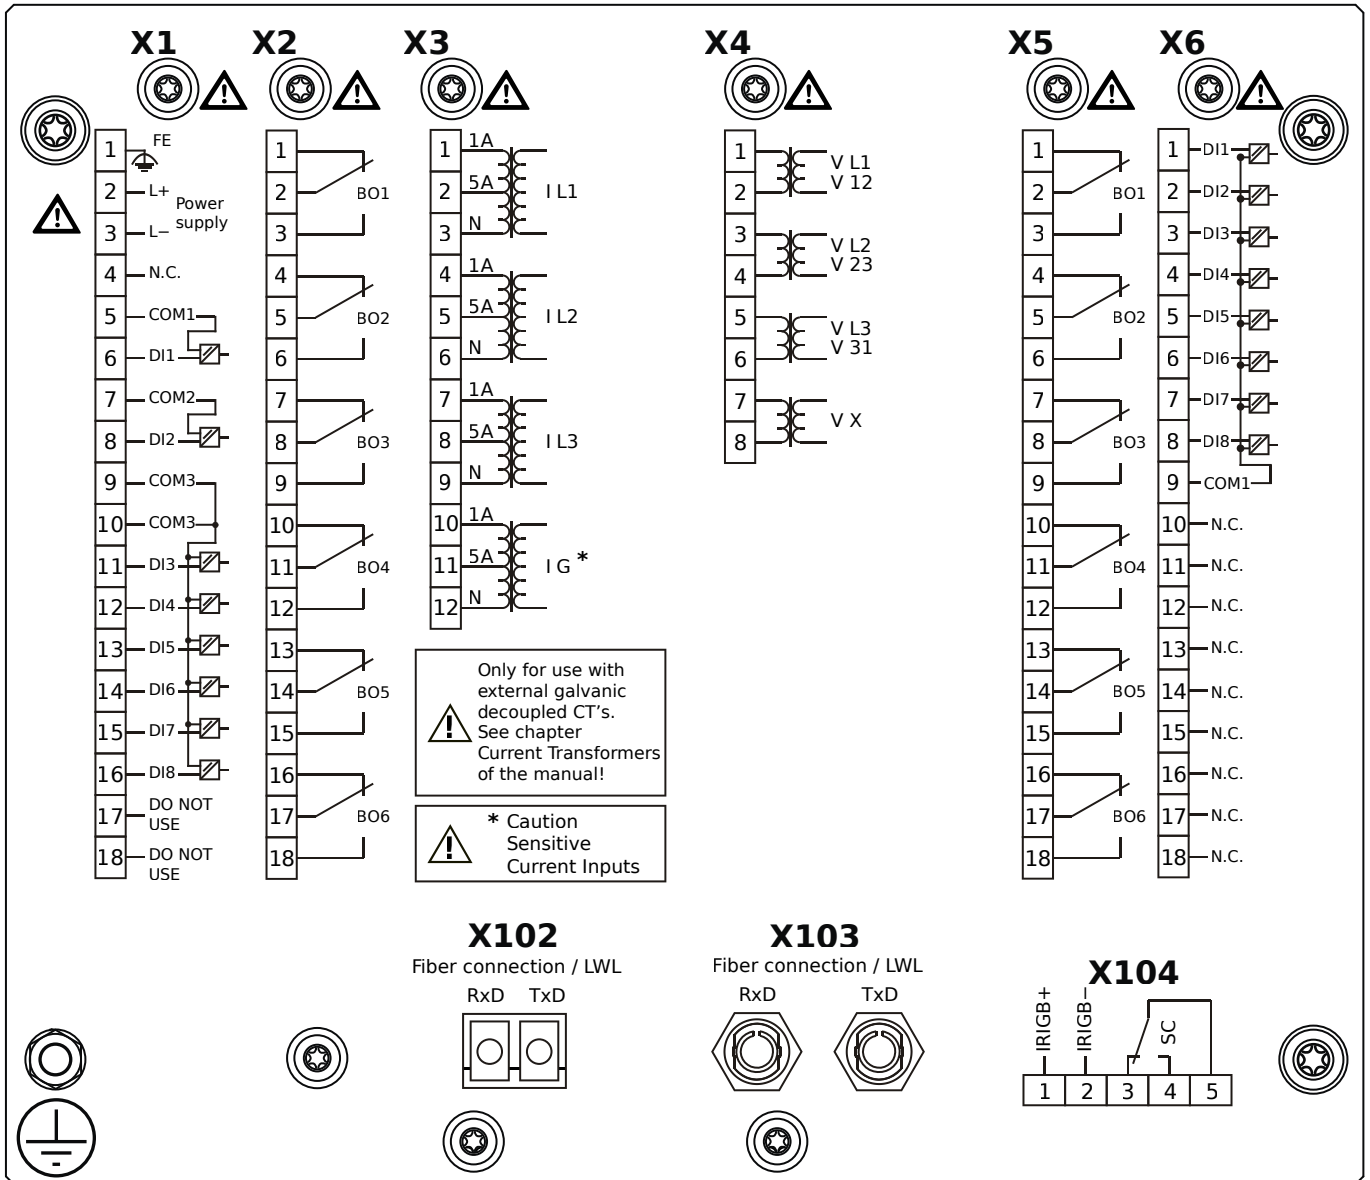 X1
X2
X3
X4
X5
X6
1 FE
2 L+
Power
supply
3 L−
4 N.C.
5 COM1
6 DI1
7 COM2
8 DI2
9 COM3
10 COM3
11 DI3
12 DI4
13 DI5
14 DI6
15 DI7
16 DI8
17 DO NOT
USE
18 DO NOT
USE
1
2 BO1
3
4
5 BO2
6
7
8 BO3
9
10
11 BO4
12
13
14 BO5
15
16
17 BO6
18
1 1A
2 5A I L1
3 N
4 1A
5 5A I L2
6 N
7 1A
8 5A I L3
9 N
10 1A
11 5A I G *
12 N
Only for use with
external galvanic
decoupled CT's.
See chapter
Current Transformers
of the manual!
* Caution
Sensitive
Current Inputs
1 V L1
2 V 12
3 V L2
4 V 23
5 V L3
6 V 31
7 V X
8
1
2 BO1
3
4
5 BO2
6
7
8 BO3
9
10
11 BO4
12
13
14 BO5
15
16
17 BO6
18
1 DI1
2 DI2
3 DI3
4 DI4
5 DI5
6 DI6
7 DI7
8 DI8
9 COM1
10 N.C.
11 N.C.
12 N.C.
13 N.C.
14 N.C.
15 N.C.
16 N.C.
17 N.C.
18 N.C.
X102
Fiber connection / LWL
RxD TxD
X103
Fiber connection / LWL
RxD TxD
X104
IRIGB+
IRIGB−
SC
1 2 3 4 5